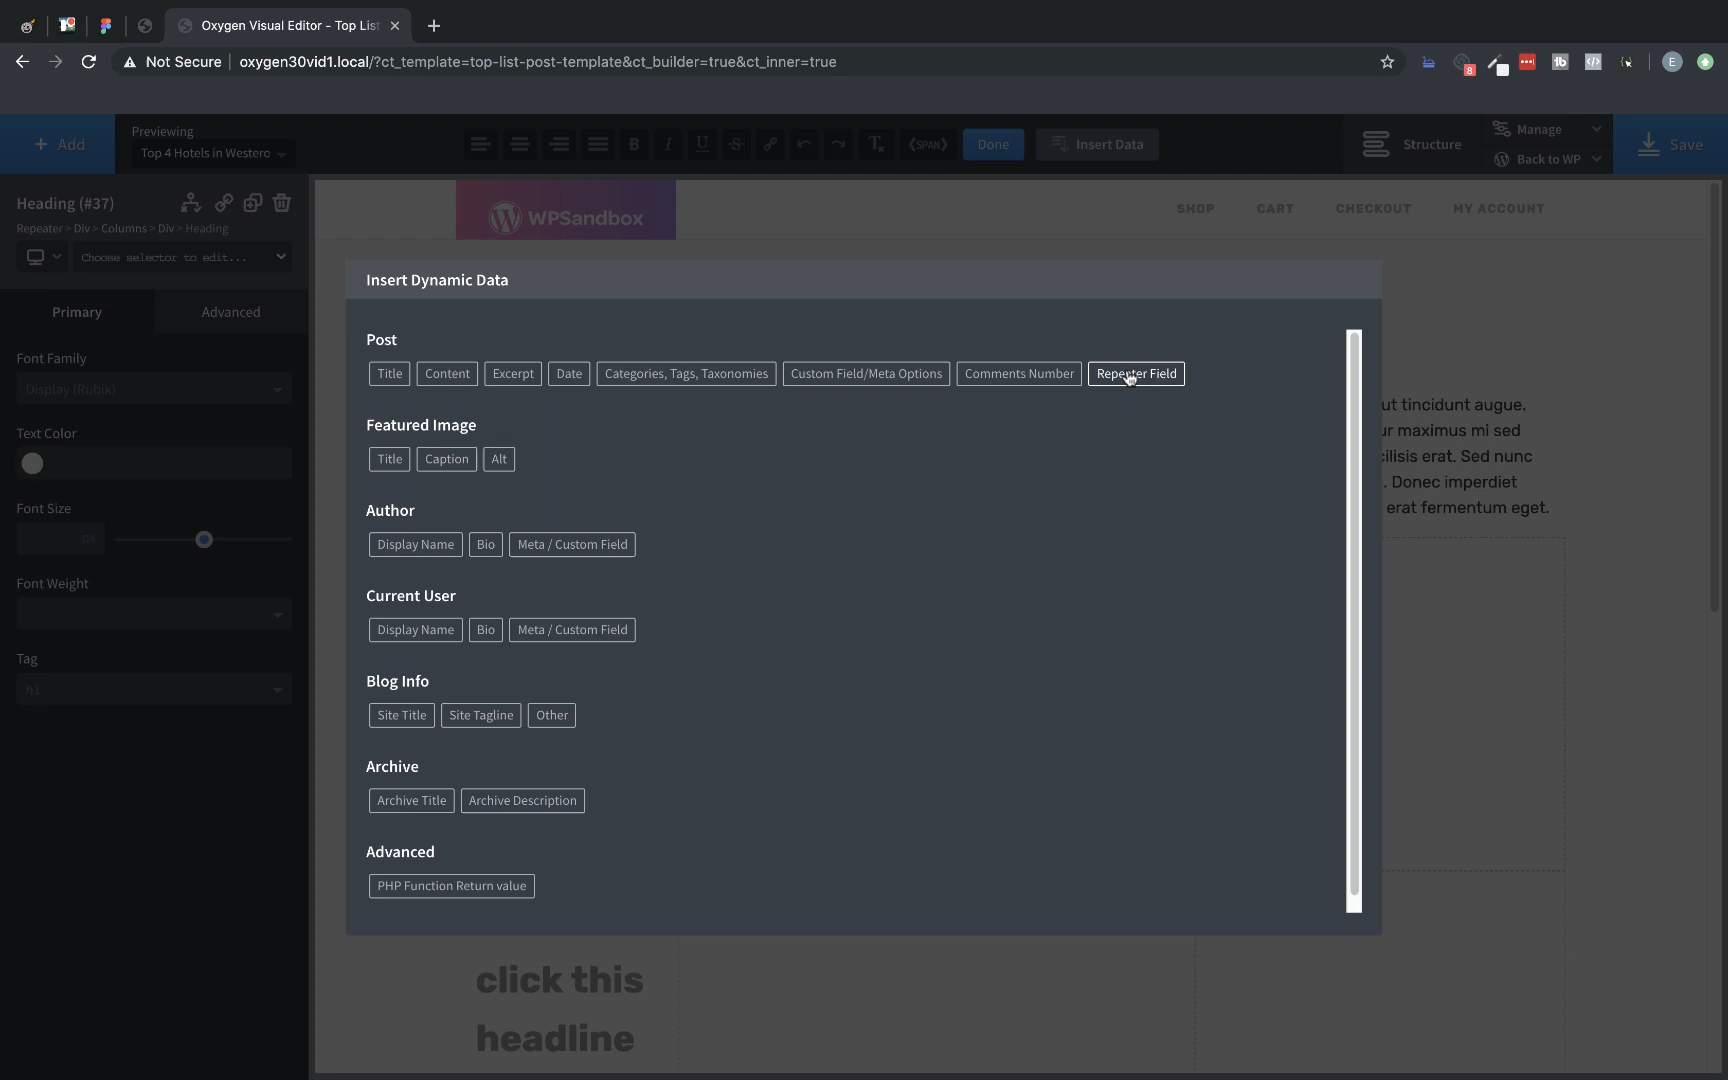 Oxygen Visual Editor - Top List
Not Secure
oxygen30vid1.local/?ct_template=top-list-post-template&ct_builder=true&ct_inner=true
8
E
+ Add
Previewing
Top 4 Hotels in Westero
B I U S
<SPAN>
Done
Insert Data
Structure
Manage
Back to WP
Save
Heading (#37)
Repeater > Div > Columns > Div > Heading
Choose selector to edit...
Primary
Advanced
Font Family
Display (Rubik)
Text Color
Font Size
px
Font Weight
Tag
h1
WPSandbox
SHOP CART CHECKOUT MY ACCOUNT
Insert Dynamic Data
Post
Title Content Excerpt Date Categories, Tags, Taxonomies Custom Field/Meta Options Comments Number Repeater Field
Featured Image
Title Caption Alt
Author
Display Name Bio Meta / Custom Field
Current User
Display Name Bio Meta / Custom Field
Blog Info
Site Title Site Tagline Other
Archive
Archive Title Archive Description
Advanced
PHP Function Return value
ut tincidunt augue.
maximus mi sed
erat. Sed nunc
. Donec imperdiet
erat fermentum eget.
click this
headline